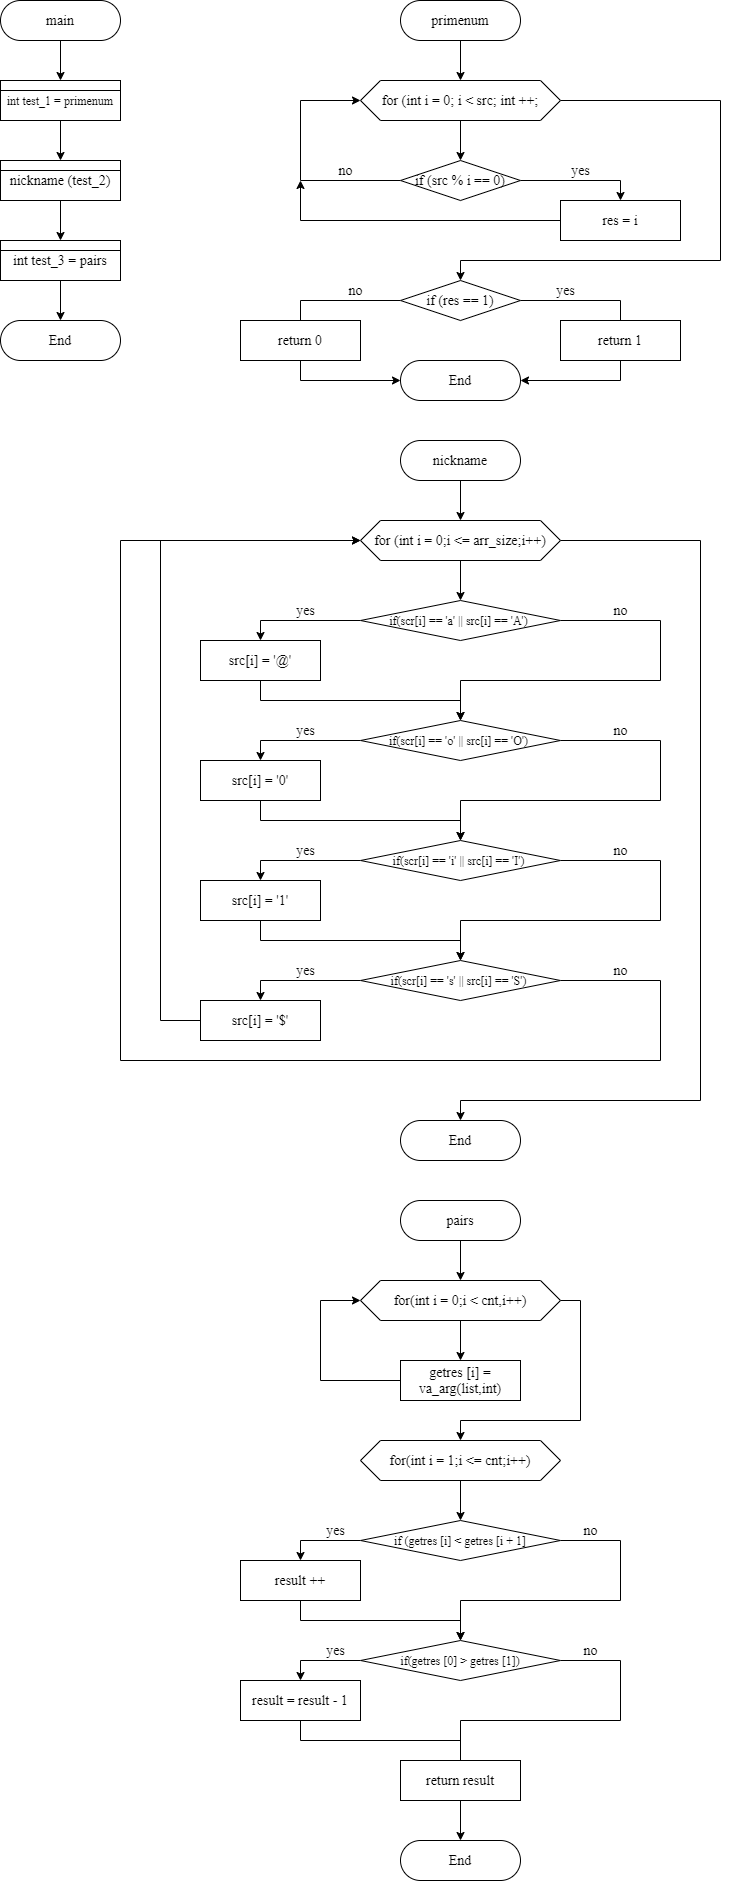 main
int test_1 = primenum
nickname (test_2)
int test_3 = pairs
End
primenum
for (int i = 0; i < src; int ++;
if (src % i == 0)
no
yes
res = i
if (res == 1)
no
yes
return 0
return 1
End
nickname
for (int i = 0;i <= arr_size;i++)
yes
if(scr[i] == 'a' || src[i] == 'A')
no
src[i] = '@'
yes
if(scr[i] == 'o' || src[i] == 'O')
no
src[i] = '0'
yes
if(scr[i] == 'i' || src[i] == 'I')
no
src[i] = '1'
yes
if(scr[i] == 's' || src[i] == 'S')
no
src[i] = '$'
End
pairs
for(int i = 0;i < cnt,i++)
getres [i] =
va_arg(list,int)
for(int i = 1;i <= cnt;i++)
yes
if (getres [i] < getres [i + 1]
no
result ++
yes
if(getres [0] > getres [1])
no
result = result - 1
return result
End